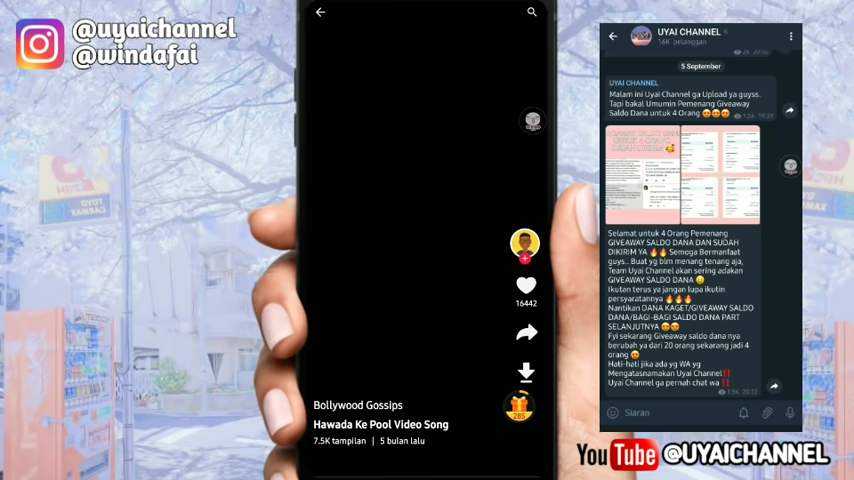 @uyaichannel
@windafai
16442
285
Bollywood Gossips
Hawada Ke Pool Video Song
7.5K tampilan | 5 bulan lalu
UYAI CHANNEL
16K pelanggan
5 September
UYAI CHANNEL
Malam ini Uyai Channel ga Upload ya guyss.
Tapi bakal Umumin Pemenang Giveaway
Saldo Dana untuk 4 Orang 😍😍😍
Selamat untuk 4 Orang Pemenang
GIVEAWAY SALDO DANA DAN SUDAH
DIKIRIM YA 🔥🔥 Semoga Bermanfaat
guys.. Buat yg blm menang tenang aja,
Team Uyai Channel akan sering adakan
GIVEAWAY SALDO DANA
Ikutan terus ya jangan lupa ikutin
persyaratannya 🔥🔥🔥
Nantikan DANA KAGET/GIVEAWAY SALDO
DANA/BAGI-BAGI SALDO DANA PART
SELANJUTNYA 😍😍
Fyi sekarang Giveaway saldo dana nya
berubah ya dari 20 orang sekarang jadi 4
orang
Hati-hati jika ada yg WA yg
Mengatasnamakan Uyai Channel‼️
Uyai Channel ga pernah chat wa ‼️
1.5K 20:22
Siaran
YouTube @UYAICHANNEL